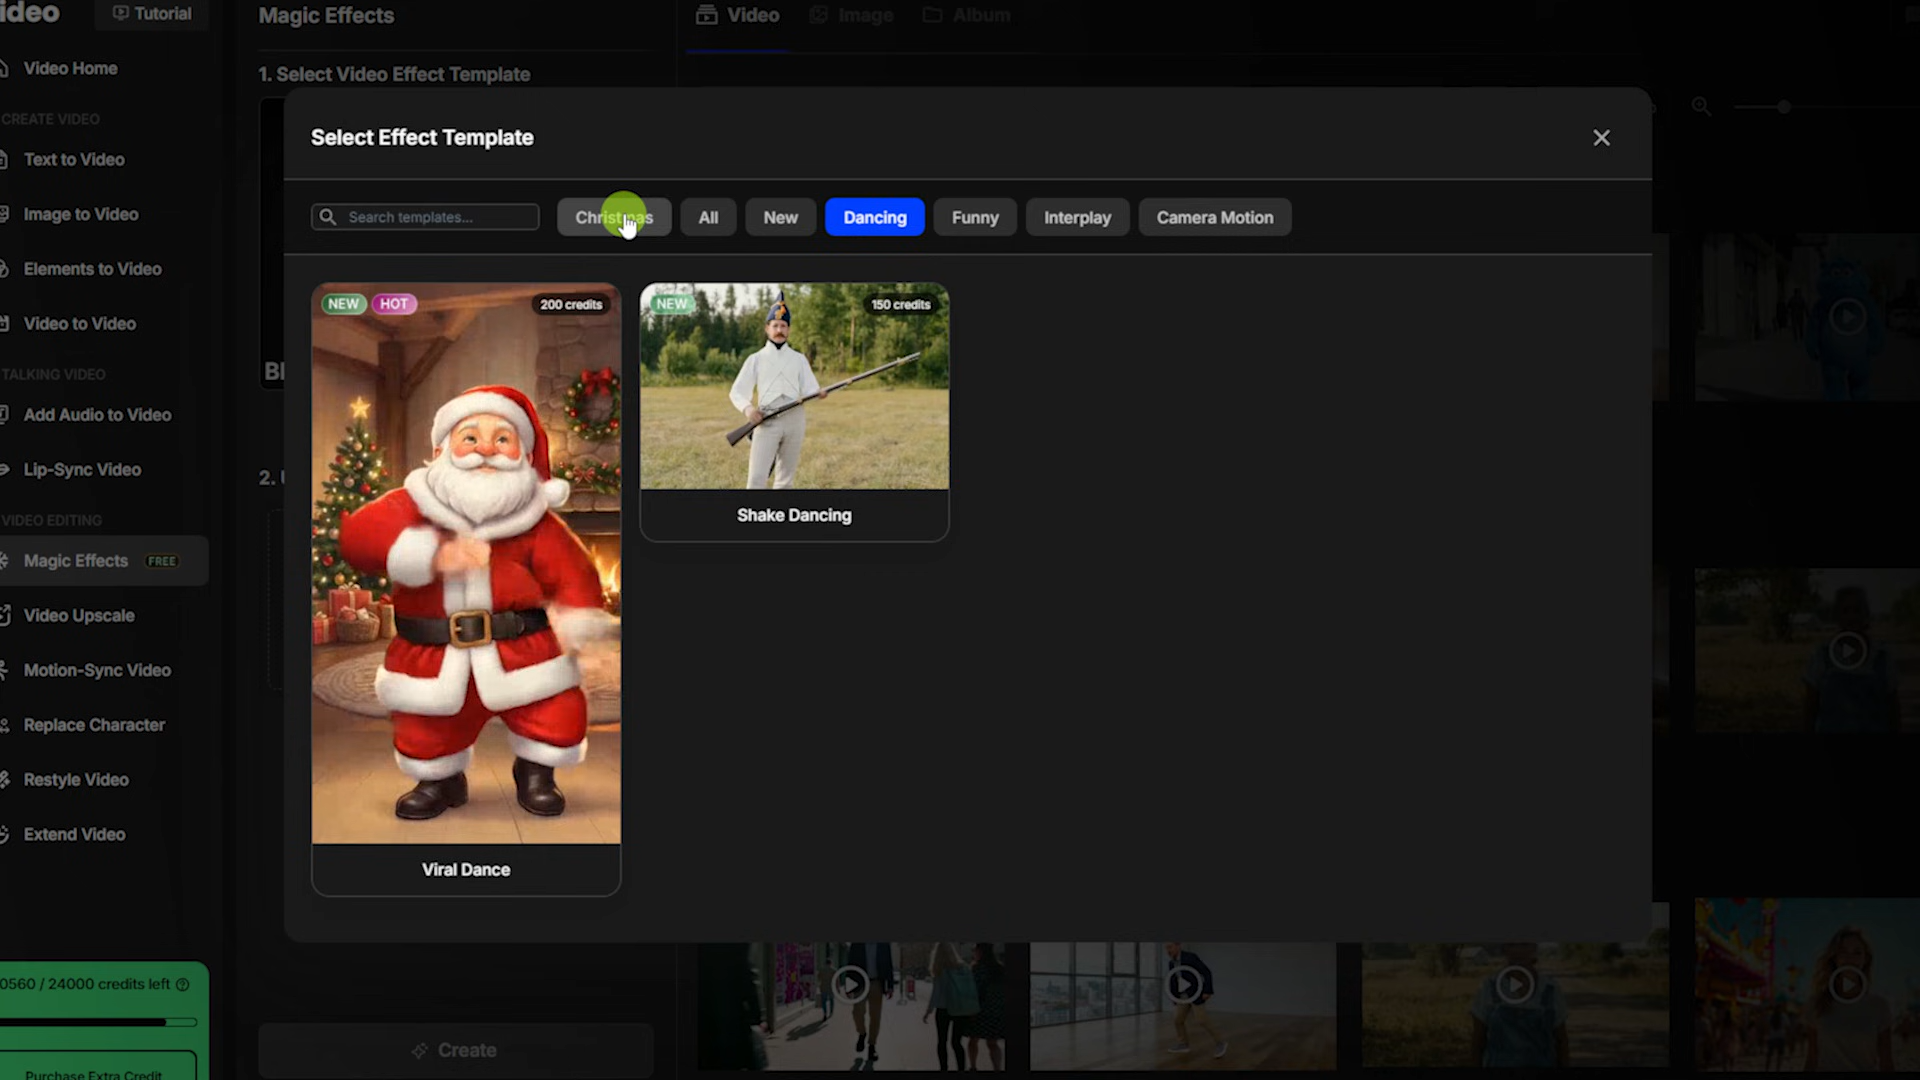 ideo
Tutorial
Magic Effects
Video
Image
Album
Video Home
1. Select Video Effect Template
CREATE VIDEO
Select Effect Template
Text to Video
Search templates...
Christmas
All
New
Dancing
Funny
Interplay
Camera Motion
Image to Video
Elements to Video
NEW
HOT
200 credits
NEW
150 credits
Video to Video
TALKING VIDEO
Bl
Add Audio to Video
Lip-Sync Video
2. U
VIDEO EDITING
Shake Dancing
Magic Effects
FREE
Video Upscale
Motion-Sync Video
Replace Character
Restyle Video
Extend Video
Viral Dance
0560 / 24000 credits left
Create
Purchase Extra Credit